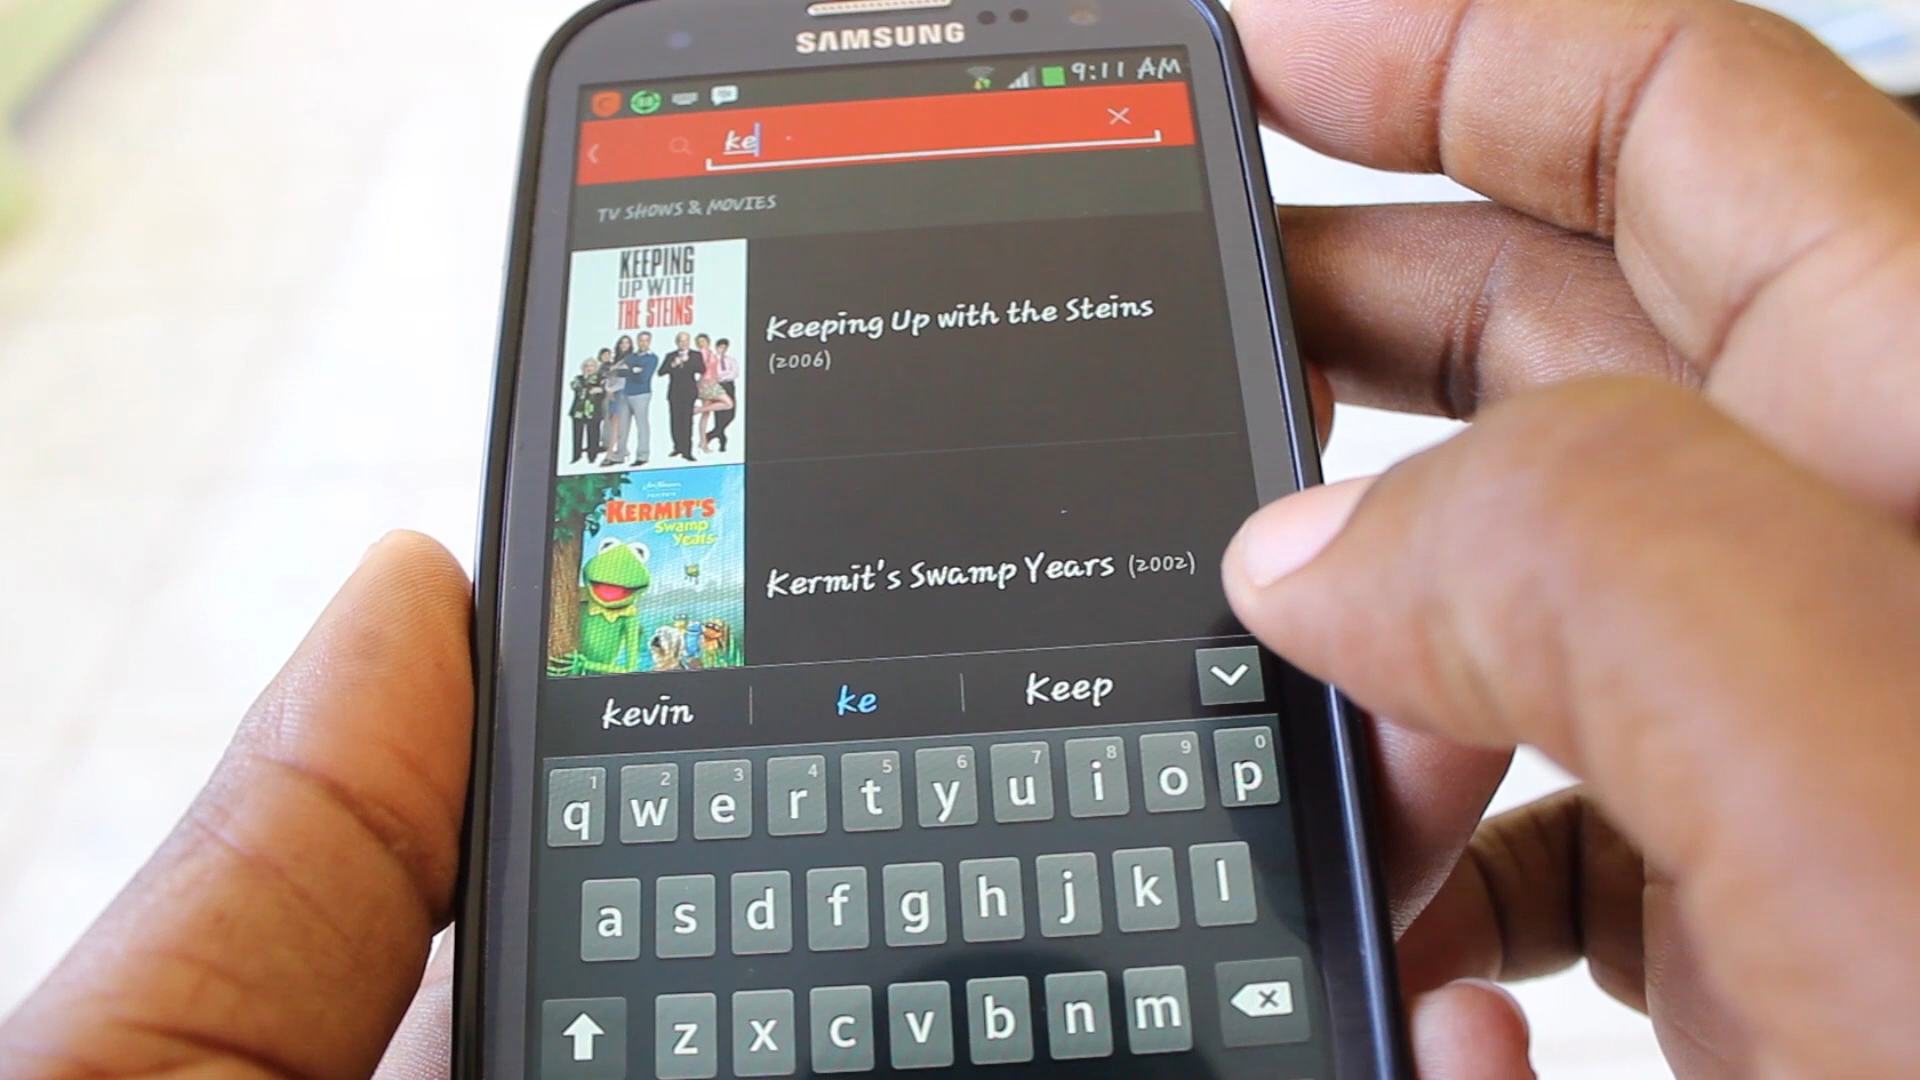 SAMSUNG
9:11 AM
ke
TV SHOWS & MOVIES
KEEPING
UP WITH
THE STEINS
Keeping Up with the Steins
(2006)
KERMIT'S
Swamp
Years
Kermit's Swamp Years (2002)
kevin ke Keep
1 2 3 4 5 6 7 8 9 0
q w e r t y u i o p
a s d f g h j k l
z x c v b n m